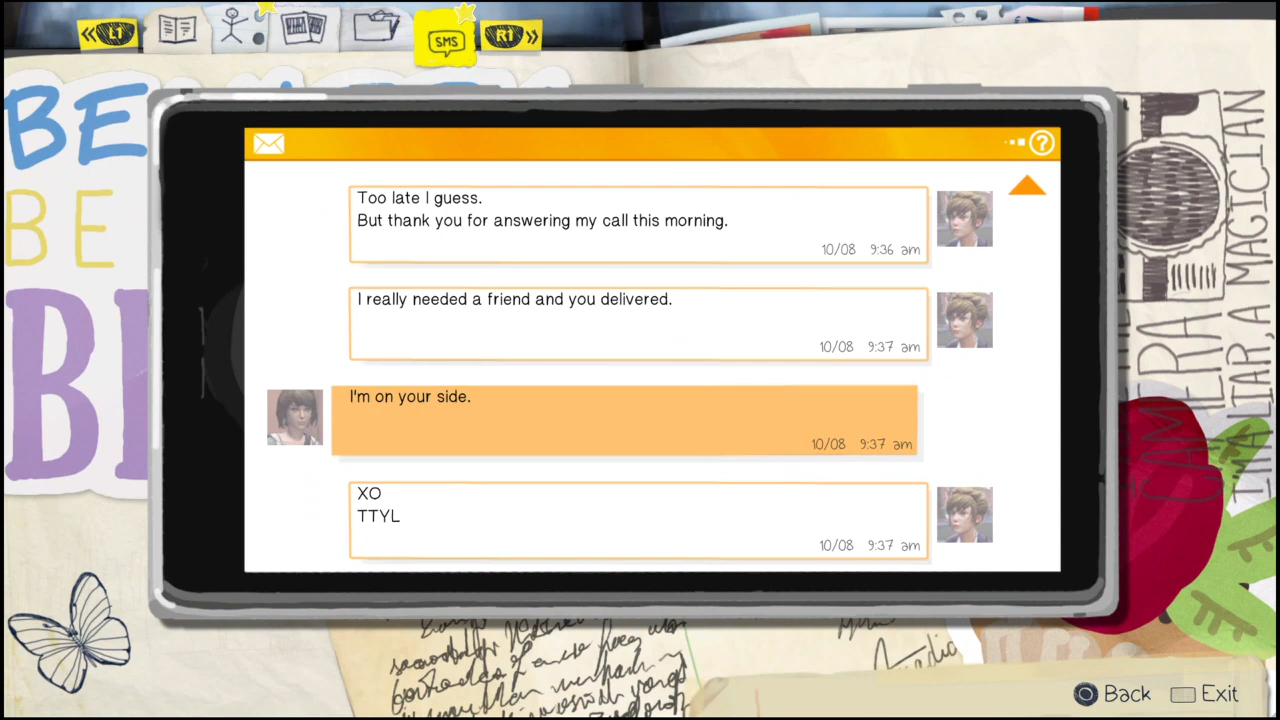 L1
SMS
R1
BE
BE
Too late I guess.
But thank you for answering my call this morning.
10/08 9:36 am
I really needed a friend and you delivered.
10/08 9:37 am
I'm on your side.
10/08 9:37 am
XO
TTYL
10/08 9:37 am
CAMERA
I'M A LIAR, A MAGICIAN
Back
Exit